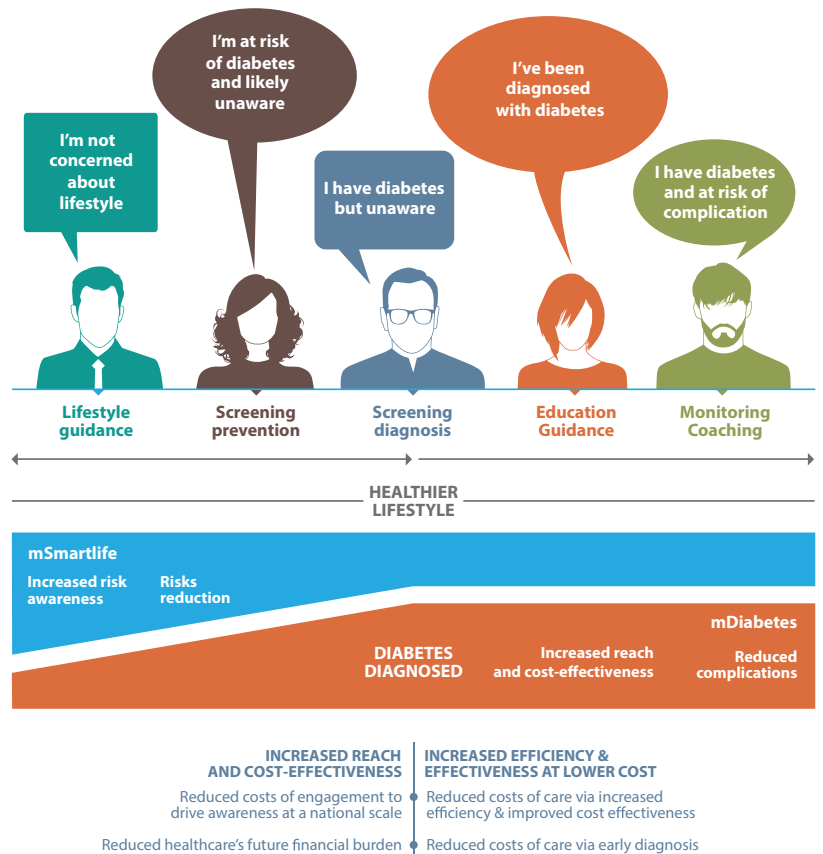 I'm not
concerned
about
lifestyle
I'm at risk
of diabetes
and likely
unaware
I have diabetes
but unaware
I've been
diagnosed
with diabetes
I have diabetes
and at risk of
complication
Lifestyle
guidance
Screening
prevention
Screening
diagnosis
Education
Guidance
Monitoring
Coaching
HEALTHIER
LIFESTYLE
mSmartlife
Increased risk
awareness
Risks
reduction
mDiabetes
DIABETES
DIAGNOSED
Increased reach
and cost-effectiveness
Reduced
complications
INCREASED REACH
AND COST-EFFECTIVENESS
Reduced costs of engagement to
drive awareness at a national scale
Reduced healthcare's future financial burden
INCREASED EFFICIENCY &
EFFECTIVENESS AT LOWER COST
Reduced costs of care via increased
efficiency & improved cost effectiveness
Reduced costs of care via early diagnosis